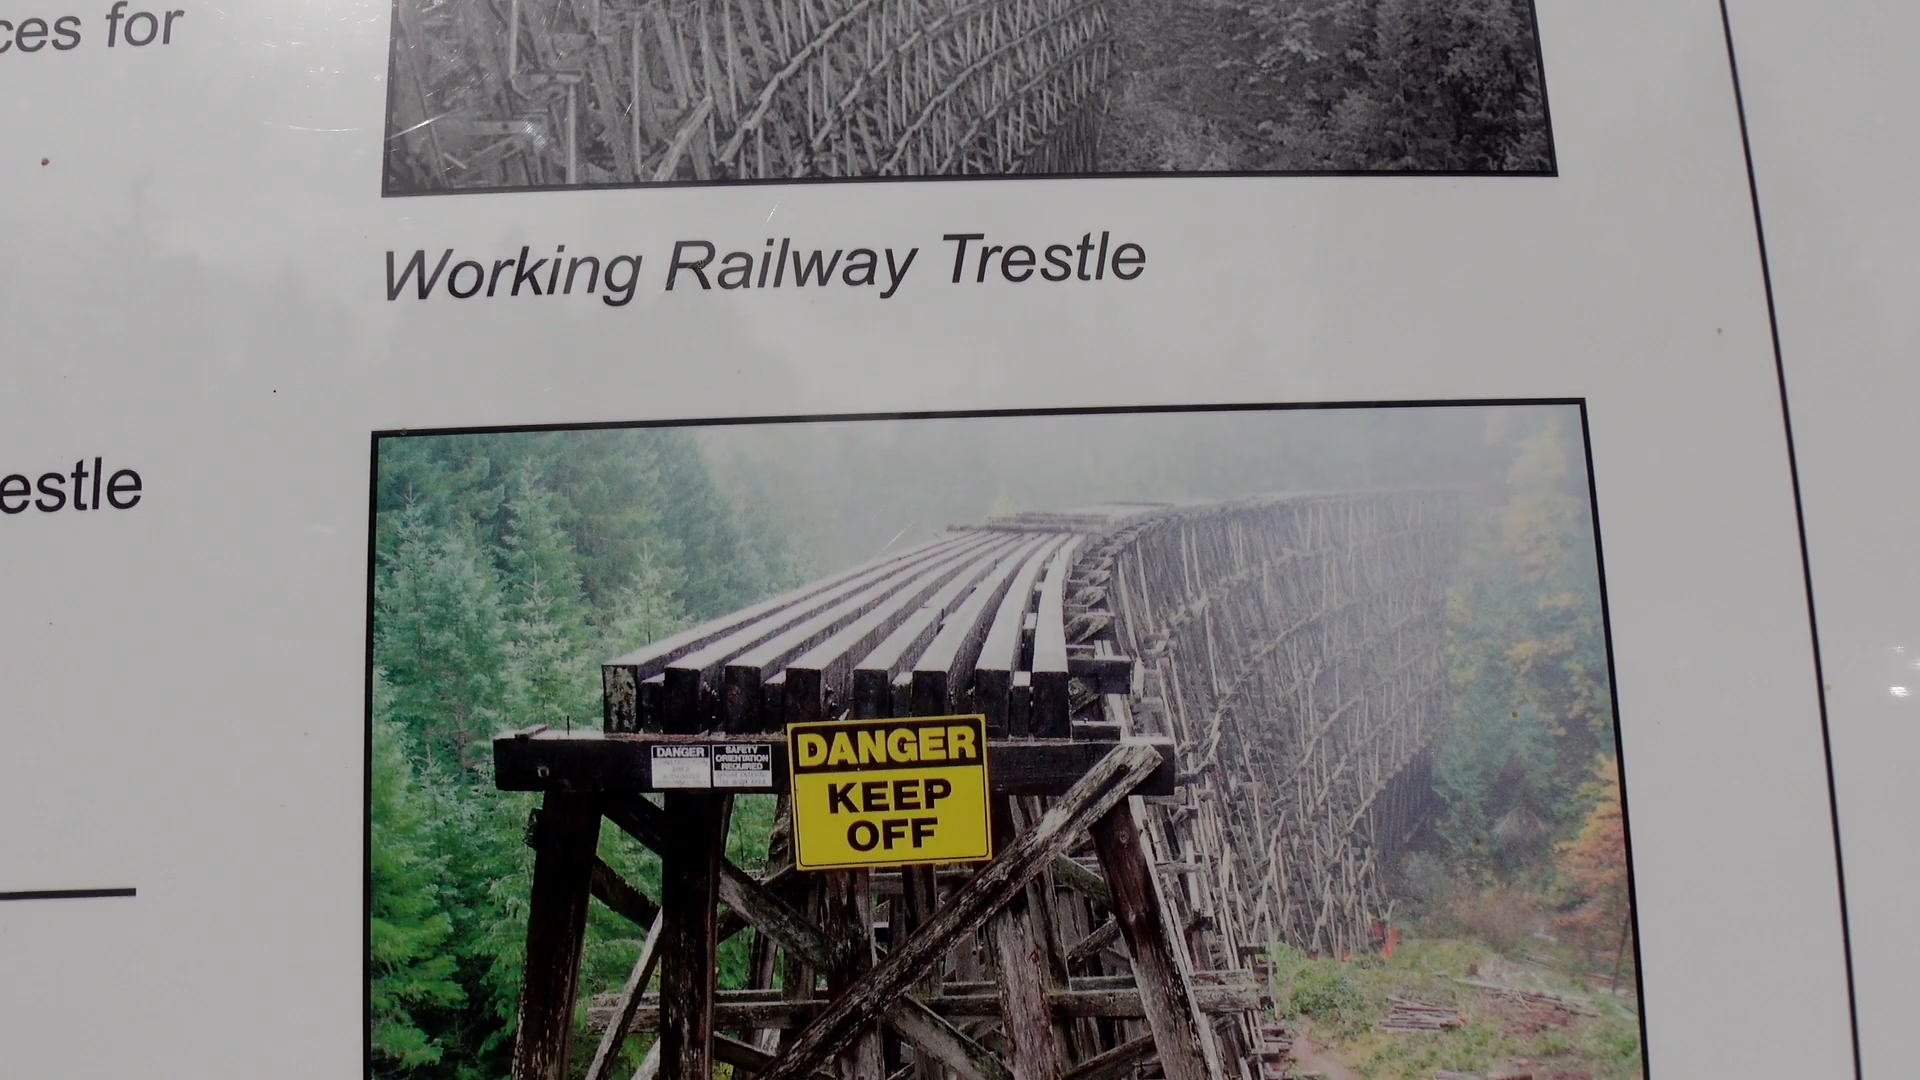 ces for
Working Railway Trestle
estle
DANGER
KEEP
OFF
DANGER
SAFETY
ORIENTATION
REQUIRED